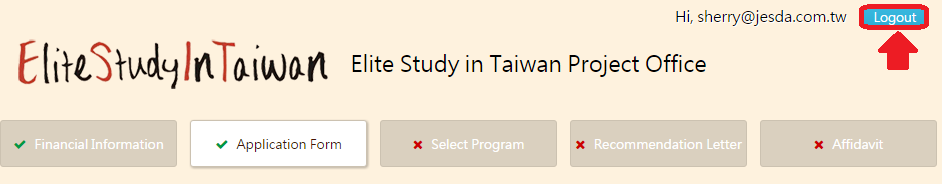 Hi, sherry@jesda.com.tw Logout
EliteStudyInTaiwan Elite Study in Taiwan Project Office
Financial Information Application Form Select Program Recommendation Letter Affidavit